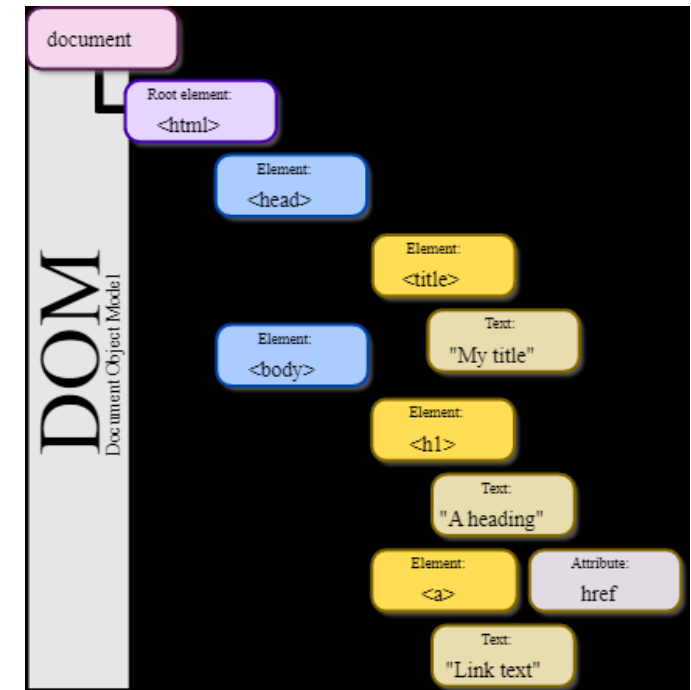 document
Root element:
<html>
Element:
<head>
Element:
<title>
Text:
"My title"
Element:
<body>
Element:
<h1>
Text:
"A heading"
Element:
<a>
Attribute:
href
Text:
"Link text"
DOM
Document Object Model